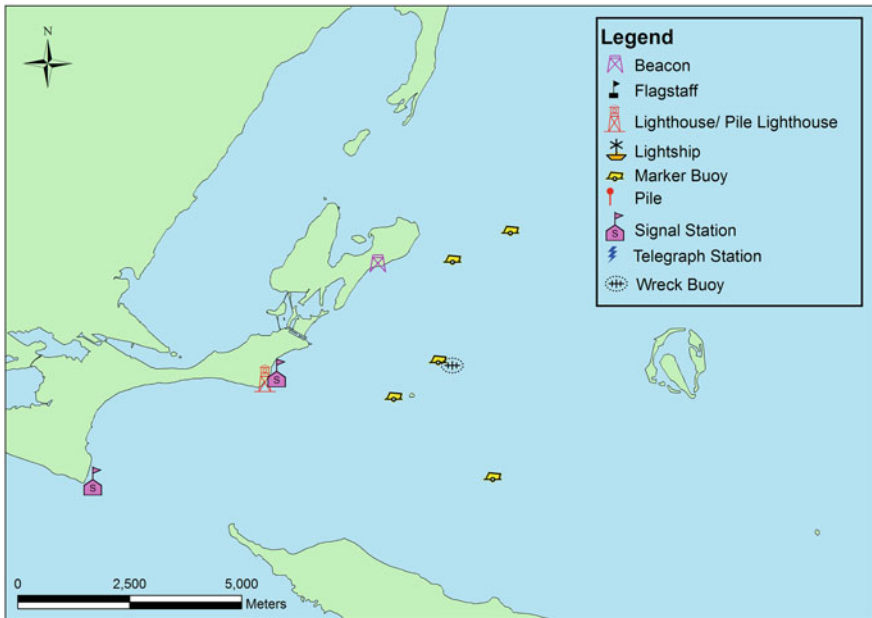 N
Legend
Beacon
Flagstaff
Lighthouse/ Pile Lighthouse
Lightship
Marker Buoy
Pile
S Signal Station
Telegraph Station
Wreck Buoy
S
S
0 2,500 5,000
Meters